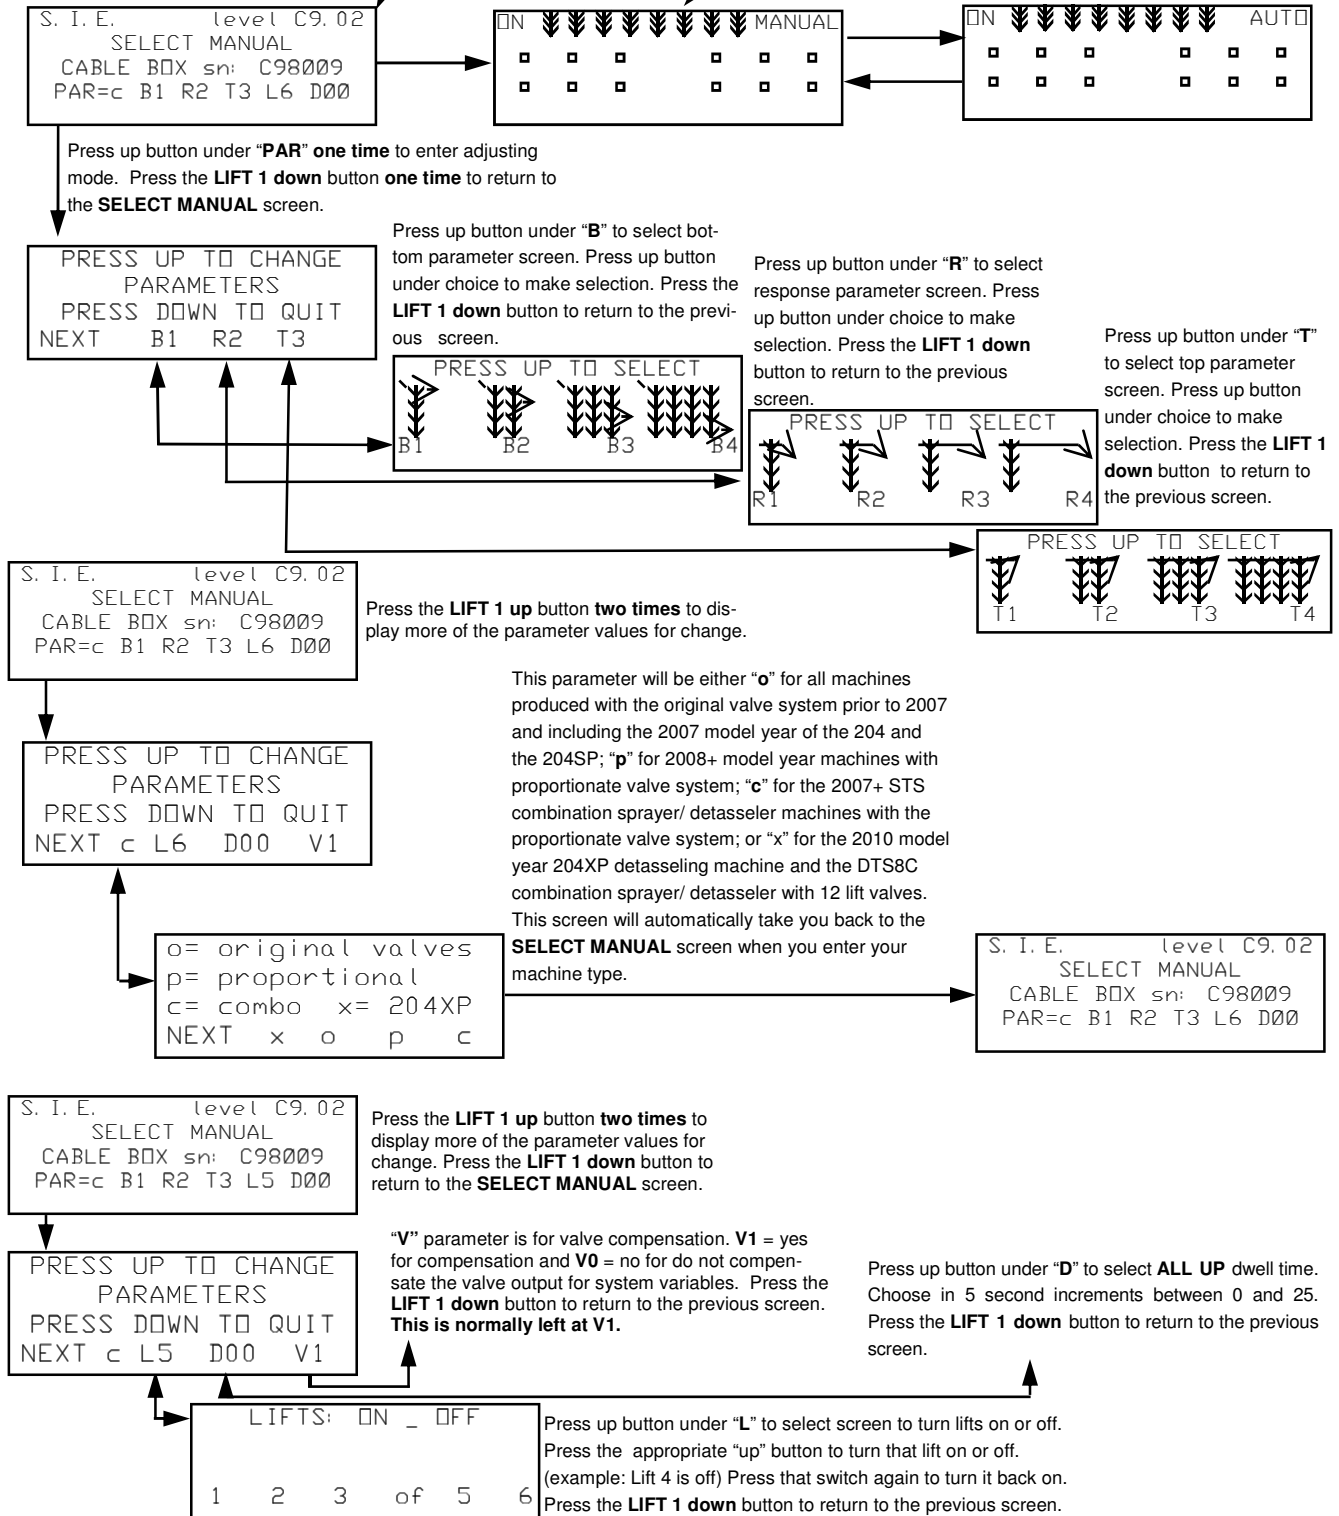 S. I. E. level C9.02
SELECT MANUAL
CABLE BOX sn: C98009
PAR=c B1 R2 T3 L6 D00
ON MANUAL
ON AUTO
Press up button under “PAR” one time to enter adjusting
mode. Press the LIFT 1 down button one time to return to
the SELECT MANUAL screen.
PRESS UP TO CHANGE
PARAMETERS
PRESS DOWN TO QUIT
NEXT B1 R2 T3
Press up button under “B” to select bot-
tom parameter screen. Press up button
under choice to make selection. Press the
LIFT 1 down button to return to the previ-
ous screen.
PRESS UP TO SELECT
B1 B2 B3 B4
Press up button under “R” to select
response parameter screen. Press
up button under choice to make
selection. Press the LIFT 1 down
button to return to the previous
screen.
PRESS UP TO SELECT
R1 R2 R3 R4
Press up button under “T”
to select top parameter
screen. Press up button
under choice to make
selection. Press the LIFT 1
down button to return to
the previous screen.
PRESS UP TO SELECT
T1 T2 T3 T4
S. I. E. level C9.02
SELECT MANUAL
CABLE BOX sn: C98009
PAR=c B1 R2 T3 L6 D00
Press the LIFT 1 up button two times to dis-
play more of the parameter values for change.
PRESS UP TO CHANGE
PARAMETERS
PRESS DOWN TO QUIT
NEXT c L6 D00 V1
This parameter will be either “o” for all machines
produced with the original valve system prior to 2007
and including the 2007 model year of the 204 and
the 204SP; “p” for 2008+ model year machines with
proportionate valve system; “c” for the 2007+ STS
combination sprayer/ detasseler machines with the
proportionate valve system; or “x” for the 2010 model
year 204XP detasseling machine and the DTS8C
combination sprayer/ detasseler with 12 lift valves.
This screen will automatically take you back to the
SELECT MANUAL screen when you enter your
machine type.
o= original valves
p= proportional
c= combo x= 204XP
NEXT x o p c
S. I. E. level C9.02
SELECT MANUAL
CABLE BOX sn: C98009
PAR=c B1 R2 T3 L6 D00
S. I. E. level C9.02
SELECT MANUAL
CABLE BOX sn: C98009
PAR=c B1 R2 T3 L5 D00
Press the LIFT 1 up button two times to
display more of the parameter values for
change. Press the LIFT 1 down button to
return to the SELECT MANUAL screen.
PRESS UP TO CHANGE
PARAMETERS
PRESS DOWN TO QUIT
NEXT c L5 D00 V1
“V” parameter is for valve compensation. V1 = yes
for compensation and V0 = no for do not compen-
sate the valve output for system variables. Press the
LIFT 1 down button to return to the previous screen.
This is normally left at V1.
Press up button under “D” to select ALL UP dwell time.
Choose in 5 second increments between 0 and 25.
Press the LIFT 1 down button to return to the previous
screen.
LIFTS: ON _ OFF
1 2 3 of 5 6
Press up button under “L” to select screen to turn lifts on or off.
Press the appropriate “up” button to turn that lift on or off.
(example: Lift 4 is off) Press that switch again to turn it back on.
Press the LIFT 1 down button to return to the previous screen.